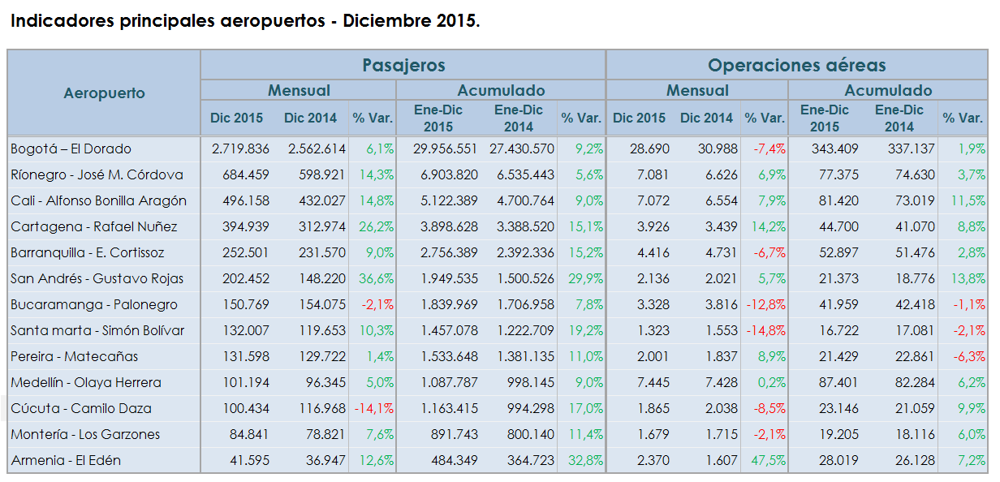 Indicadores principales aeropuertos - Diciembre 2015.
Aeropuerto Pasajeros Operaciones aéreas
Mensual Acumulado Mensual Acumulado
Dic 2015 Dic 2014 % Var. Ene-Dic 2015 Ene-Dic 2014 % Var. Dic 2015 Dic 2014 % Var. Ene-Dic 2015 Ene-Dic 2014 % Var.
Bogotá – El Dorado 2.719.836 2.562.614 6,1% 29.956.551 27.430.570 9,2% 28.690 30.988 -7,4% 343.409 337.137 1,9%
Ríonegro - José M. Córdova 684.459 598.921 14,3% 6.903.820 6.535.443 5,6% 7.081 6.626 6,9% 77.375 74.630 3,7%
Cali - Alfonso Bonilla Aragón 496.158 432.027 14,8% 5.122.389 4.700.764 9,0% 7.072 6.554 7,9% 81.420 73.019 11,5%
Cartagena - Rafael Nuñez 394.939 312.974 26,2% 3.898.628 3.388.520 15,1% 3.926 3.439 14,2% 44.700 41.070 8,8%
Barranquilla - E. Cortissoz 252.501 231.570 9,0% 2.756.389 2.392.336 15,2% 4.416 4.731 -6,7% 52.897 51.476 2,8%
San Andrés - Gustavo Rojas 202.452 148.220 36,6% 1.949.535 1.500.526 29,9% 2.136 2.021 5,7% 21.373 18.776 13,8%
Bucaramanga - Palonegro 150.769 154.075 -2,1% 1.839.969 1.706.958 7,8% 3.328 3.816 -12,8% 41.959 42.418 -1,1%
Santa marta - Simón Bolívar 132.007 119.653 10,3% 1.457.078 1.222.709 19,2% 1.323 1.553 -14,8% 16.722 17.081 -2,1%
Pereira - Matecañas 131.598 129.722 1,4% 1.533.648 1.381.135 11,0% 2.001 1.837 8,9% 21.429 22.861 -6,3%
Medellín - Olaya Herrera 101.194 96.345 5,0% 1.087.787 998.145 9,0% 7.445 7.428 0,2% 87.401 82.284 6,2%
Cúcuta - Camilo Daza 100.434 116.968 -14,1% 1.163.415 994.298 17,0% 1.865 2.038 -8,5% 23.146 21.059 9,9%
Montería - Los Garzones 84.841 78.821 7,6% 891.743 800.140 11,4% 1.679 1.715 -2,1% 19.205 18.116 6,0%
Armenia - El Edén 41.595 36.947 12,6% 484.349 364.723 32,8% 2.370 1.607 47,5% 28.019 26.128 7,2%